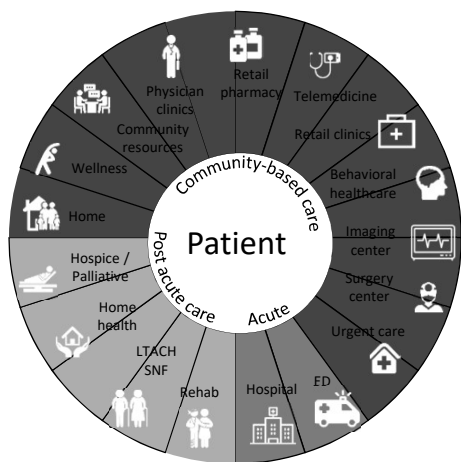 Physician
clinics
Retail
pharmacy
Telemedicine
Retail clinics
Behavioral
healthcare
Imaging
center
Surgery
center
Urgent care
ED
Hospital
Rehab
LTACH
SNF
Home
health
Hospice /
Palliative
Home
Wellness
Community
resources
Community-based care
Patient
Post acute care
Acute